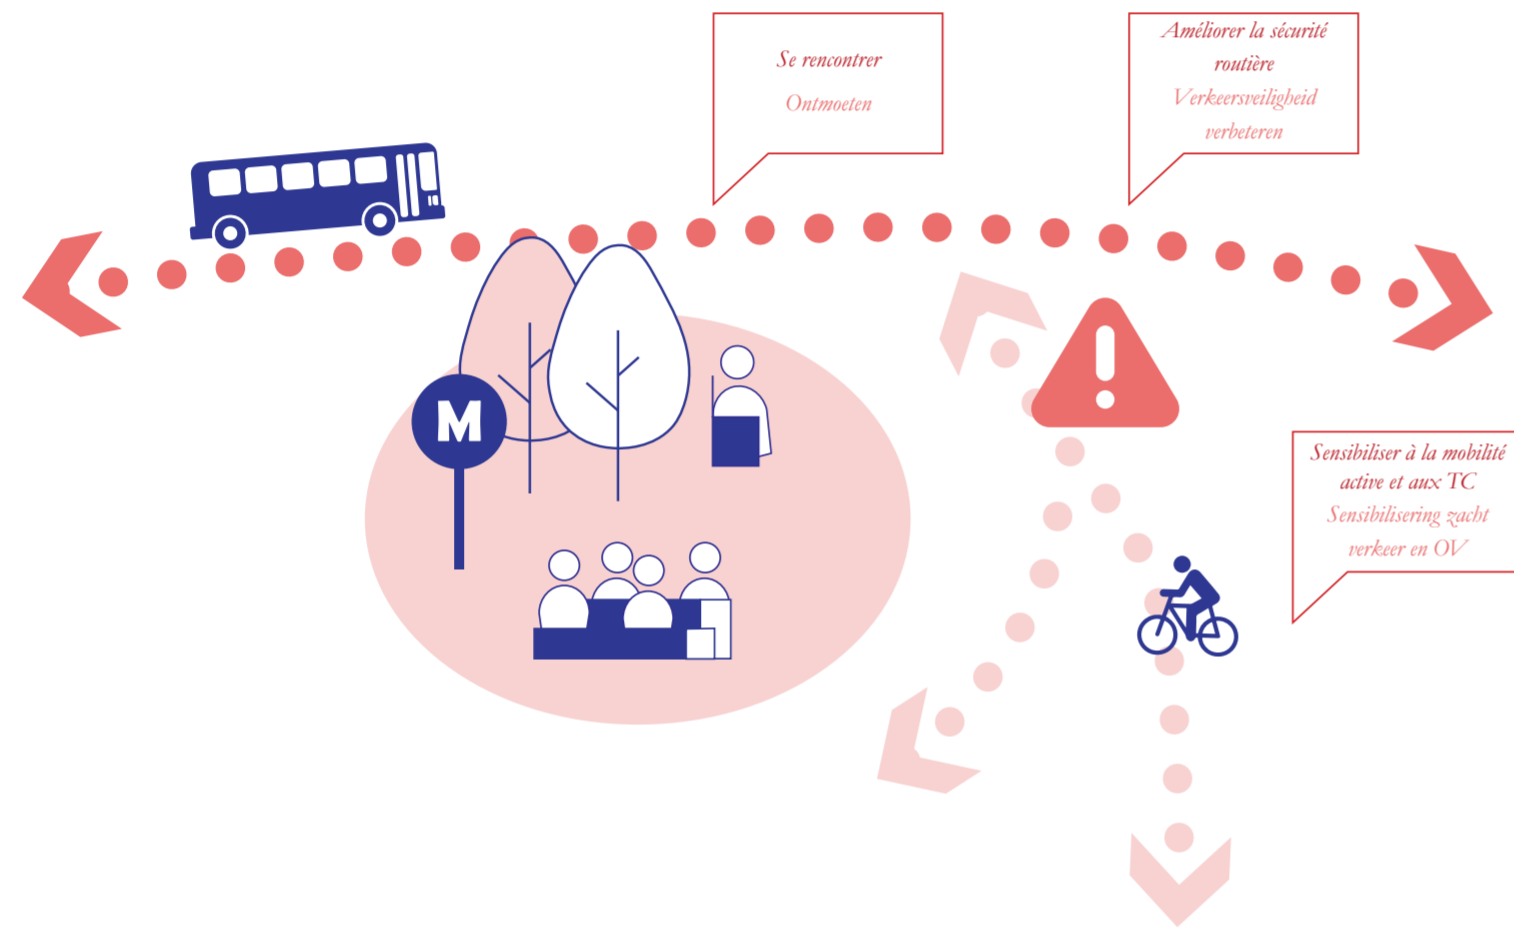 Se rencontrer
Ontmoeten
Améliorer la sécurité
routière
Verkeersveiligheid
verbeteren
M
Sensibiliser à la mobilité
active et aux TC
Sensibilisering zacht
verkeer en OV